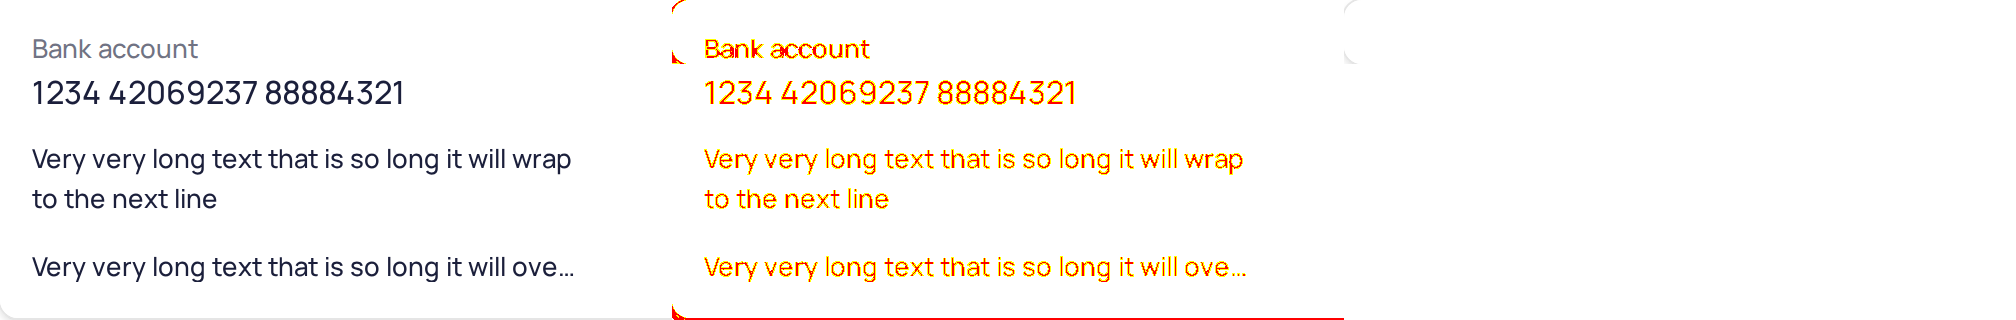 Bank account
1234 42069237 88884321
Very very long text that is so long it will wrap
to the next line
Very very long text that is so long it will ove...
Bank account
1234 42069237 88884321
Very very long text that is so long it will wrap
to the next line
Very very long text that is so long it will ove...